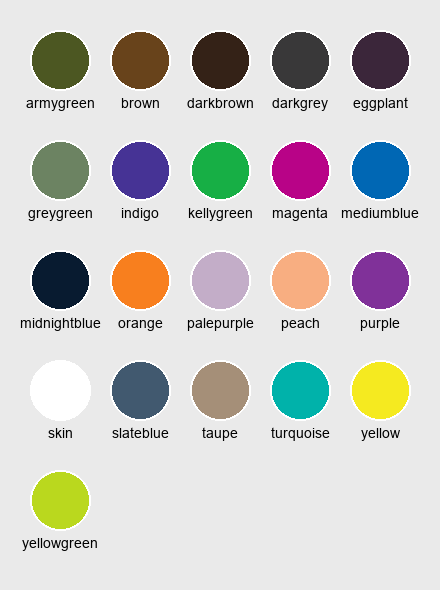 armygreen brown darkbrown darkgrey eggplant
greygreen indigo kellygreen magenta mediumblue
midnightblue orange palepurple peach purple
skin slateblue taupe turquoise yellow
yellowgreen